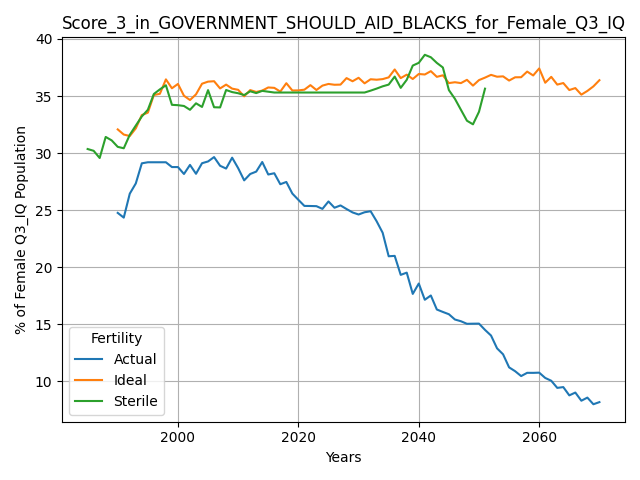 Score_3_in_GOVERNMENT_SHOULD_AID_BLACKS_for_Female_Q3_IQ
% of Female Q3_IQ Population
40
35
30
25
20
15
10
Fertility
Actual
Ideal
Sterile
2000
2020
2040
2060
Years